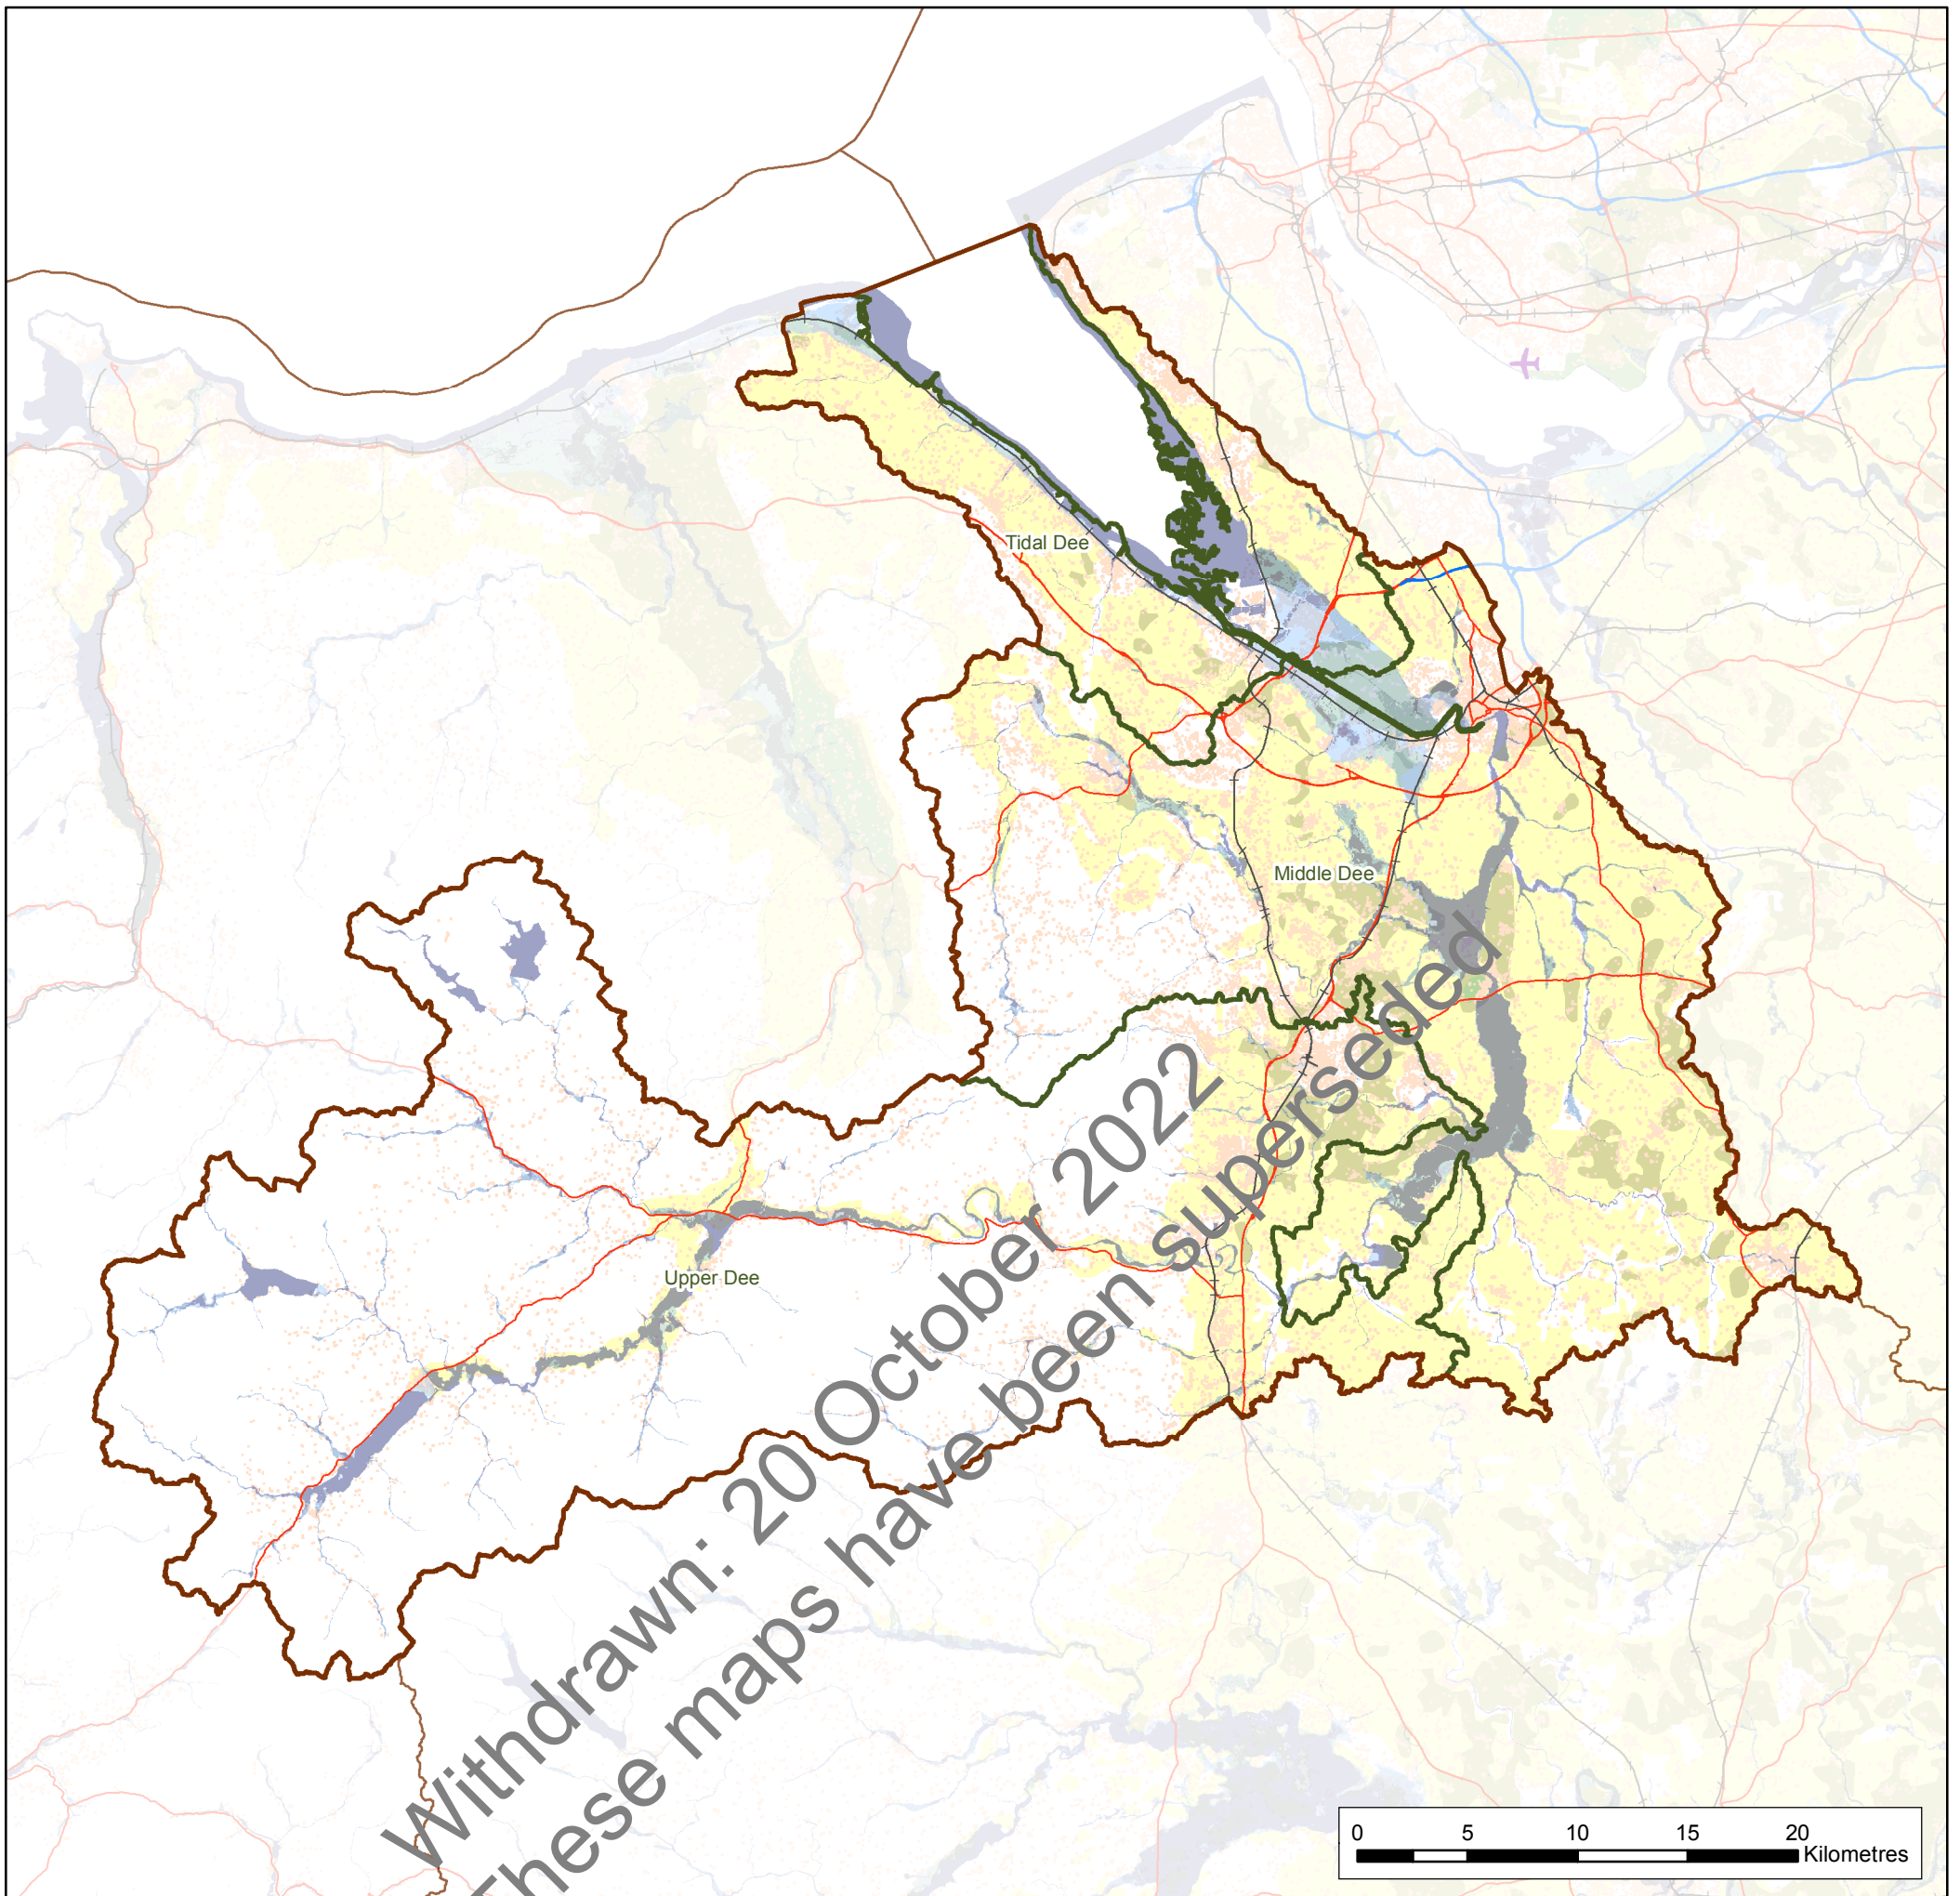 Tidal Dee
Middle Dee
Upper Dee
Withdrawn: 20 October 2022
These maps have been superseded
0 5 10 15 20
Kilometres